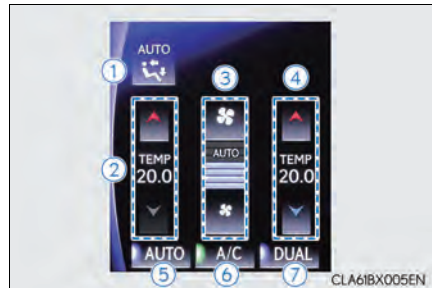 AUTO
1
3
4
AUTO
TEMP
20.0
TEMP
20.0
2
AUTO
A/C
DUAL
5
6
7
CLA61BX005EN